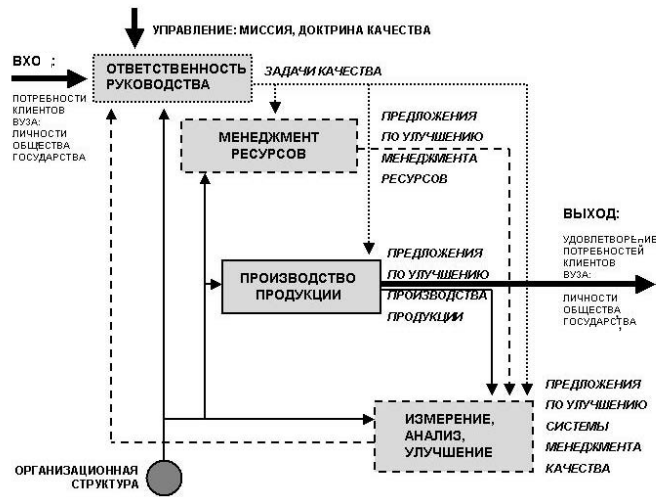 УПРАВЛЕНИЕ: МИССИЯ, ДОКТРИНА КАЧЕСТВА
ВХО :
ОТВЕТСТВЕННОСТЬ
РУКОВОДСТВА
ЗАДАЧИ КАЧЕСТВА
ПОТРЕБНОСТИ
КЛИЕНТОВ
ВУЗА:
ЛИЧНОСТИ
ОБЩЕСТВА
ГОСУДАРСТВА
МЕНЕДЖМЕНТ
РЕСУРСОВ
ПРЕДЛОЖЕНИЯ
ПО УЛУЧШЕНИЮ
МЕНЕДЖМЕНТА
РЕСУРСОВ
ВЫХОД:
УДОВЛЕТВОРЕНИЕ
ПОТРЕБНОСТЕЙ
КЛИЕНТОВ
ВУЗА:
ЛИЧНОСТИ
ОБЩЕСТВА,
ГОСУДАРСТВА
ПРОИЗВОДСТВО
ПРОДУКЦИИ
ПРЕДЛОЖЕНИЯ
ПО УЛУЧШЕНИЮ
ПРОИЗВОДСТВА
ПРОДУКЦИИ
ИЗМЕРЕНИЕ,
АНАЛИЗ,
УЛУЧШЕНИЕ
ПРЕДЛОЖЕНИЯ
ПО УЛУЧШЕНИЮ
СИСТЕМЫ
МЕНЕДЖМЕНТА
КАЧЕСТВА
ОРГАНИЗАЦИОННАЯ
СТРУКТУРА